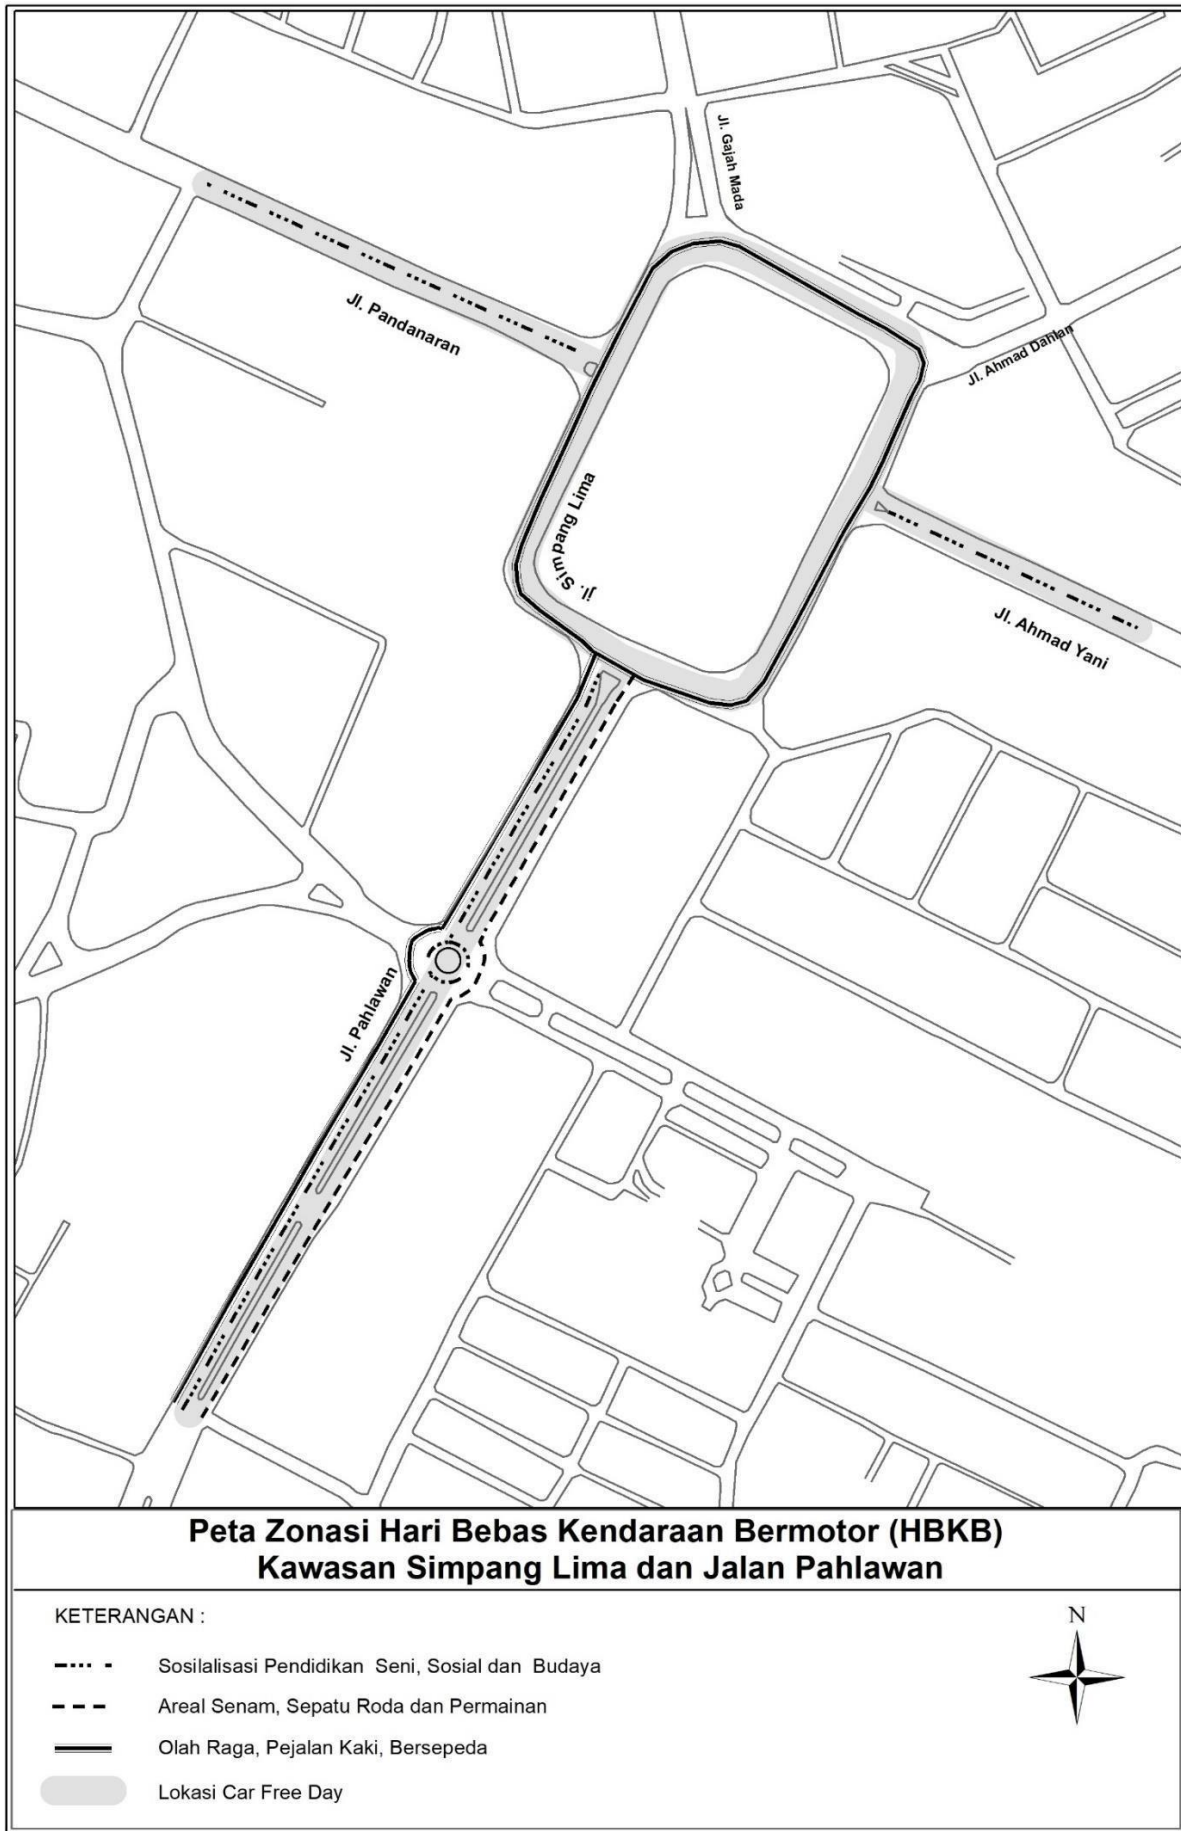 Jl. Gajah Mada
Jl. Pandanaran
Jl. Ahmad Dahlan
jl. Simpang Lima
Jl. Ahmad Yani
Jl. Pahlawan
Peta Zonasi Hari Bebas Kendaraan Bermotor (HBKB)
Kawasan Simpang Lima dan Jalan Pahlawan
KETERANGAN :
N
Sosilalisasi Pendidikan Seni, Sosial dan Budaya
Areal Senam, Sepatu Roda dan Permainan
Olah Raga, Pejalan Kaki, Bersepeda
Lokasi Car Free Day